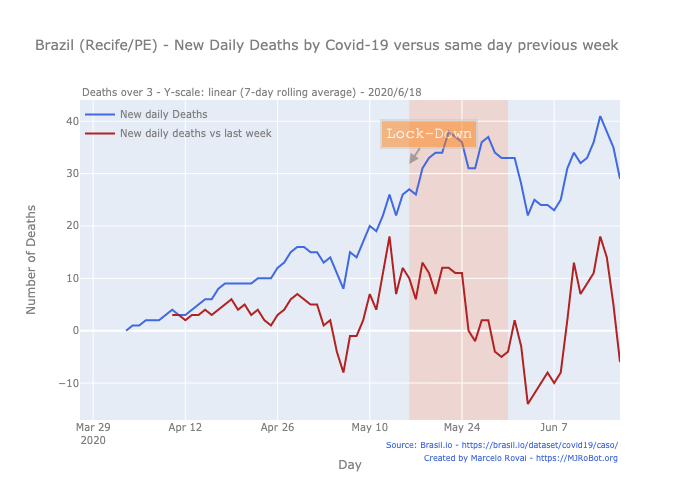 Brazil (Recife/PE) - New Daily Deaths by Covid-19 versus same day previous week
Deaths over 3 - Y-scale: linear (7-day rolling average) - 2020/6/18
New daily Deaths
New daily deaths vs last week
Lock-Down
Number of Deaths
40
30
20
10
0
−10
Mar 29
2020
Apr 12
Apr 26
May 10
May 24
Jun 7
Day
Source: Brasil.io - https://brasil.io/dataset/covid19/caso/
Created by Marcelo Rovai - https://MJRoBot.org